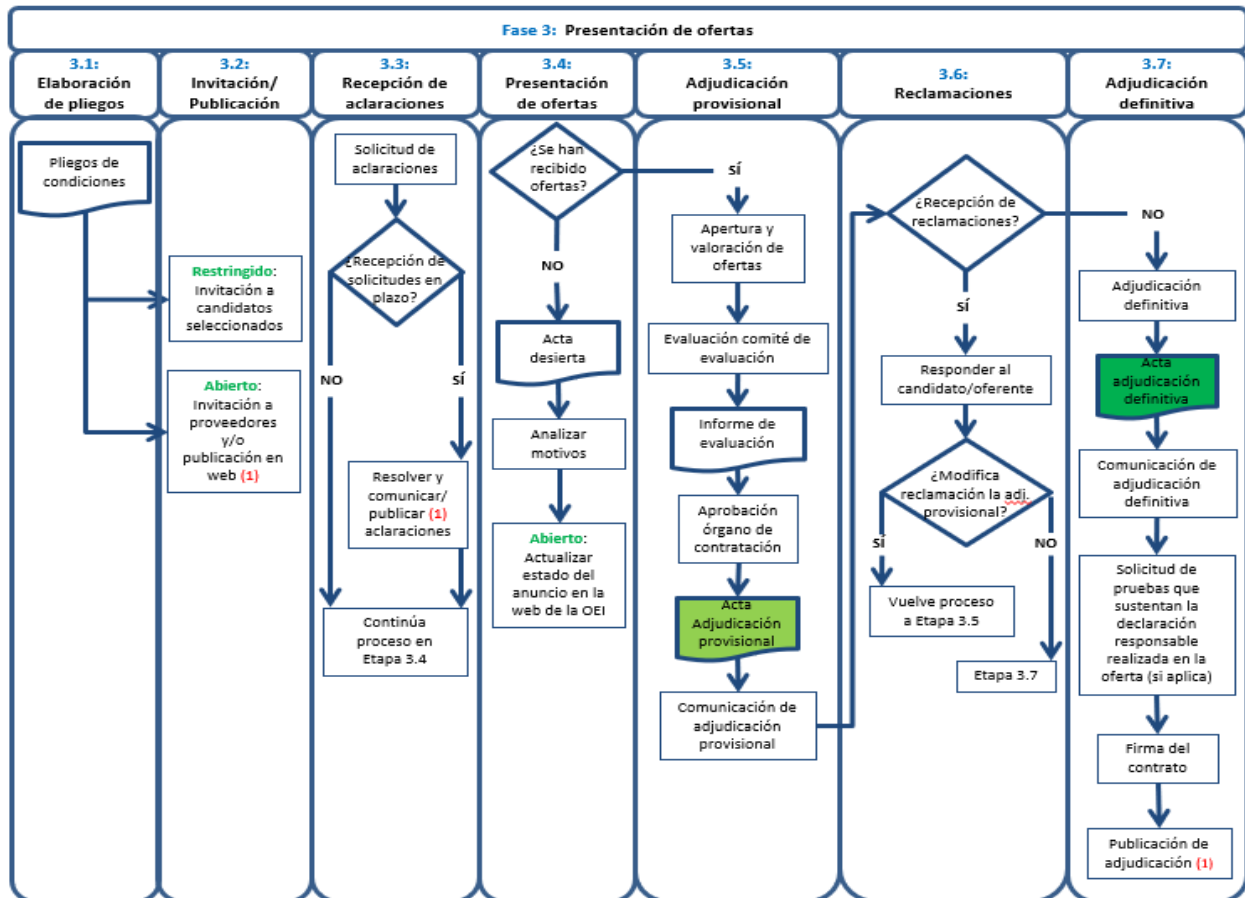 Fase 3: Presentación de ofertas
3.1:
Elaboración
de pliegos
3.2:
Invitación/
Publicación
3.3:
Recepción de
aclaraciones
3.4:
Presentación
de ofertas
3.5:
Adjudicación
provisional
3.6:
Reclamaciones
3.7:
Adjudicación
definitiva
Pliegos de
condiciones
Restringido:
Invitación a
candidatos
seleccionados
Abierto:
Invitación a
proveedores
y/o
publicación en
web (1)
Solicitud de
aclaraciones
¿Recepción de
solicitudes en
plazo?
NO
SÍ
Resolver y
comunicar/
publicar (1)
aclaraciones
Continúa
proceso en
Etapa 3.4
¿Se han
recibido
ofertas?
SÍ
NO
Acta
desierta
Analizar
motivos
Abierto:
Actualizar
estado del
anuncio en la
web de la OEI
Apertura y
valoración de
ofertas
Evaluación comité de
evaluación
Informe de
evaluación
Aprobación
órgano de
contratación
Acta
Adjudicación
provisional
Comunicación de
adjudicación
provisional
¿Recepción de
reclamaciones?
NO
SÍ
Responder al
candidato/oferente
¿Modifica
reclamación la adj.
provisional?
SÍ
NO
Vuelve proceso
a Etapa 3.5
Etapa 3.7
Adjudicación
definitiva
Acta
adjudicación
definitiva
Comunicación de
adjudicación
definitiva
Solicitud de
pruebas que
sustentan la
declaración
responsable
realizada en la
oferta (si aplica)
Firma del
contrato
Publicación de
adjudicación (1)